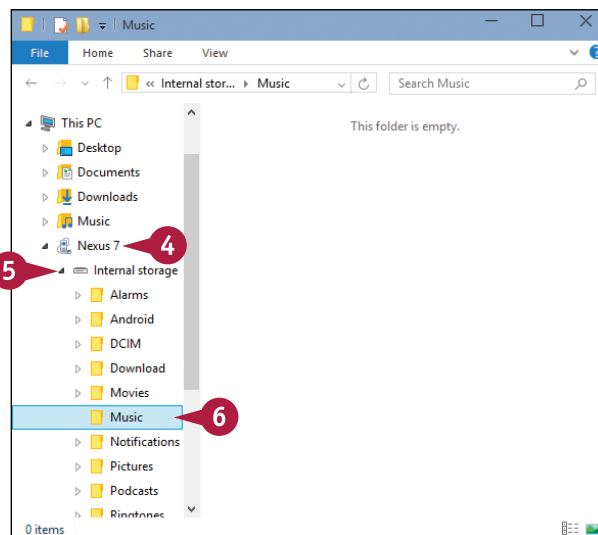 Music
File Home Share View
« Internal stor... Music Search Music
This PC
This folder is empty.
Desktop
Documents
Downloads
Music
Nexus 7 4
5 Internal storage
Alarms
Android
DCIM
Download
Movies
Music 6
Notifications
Pictures
Podcasts
Ringtones
0 items